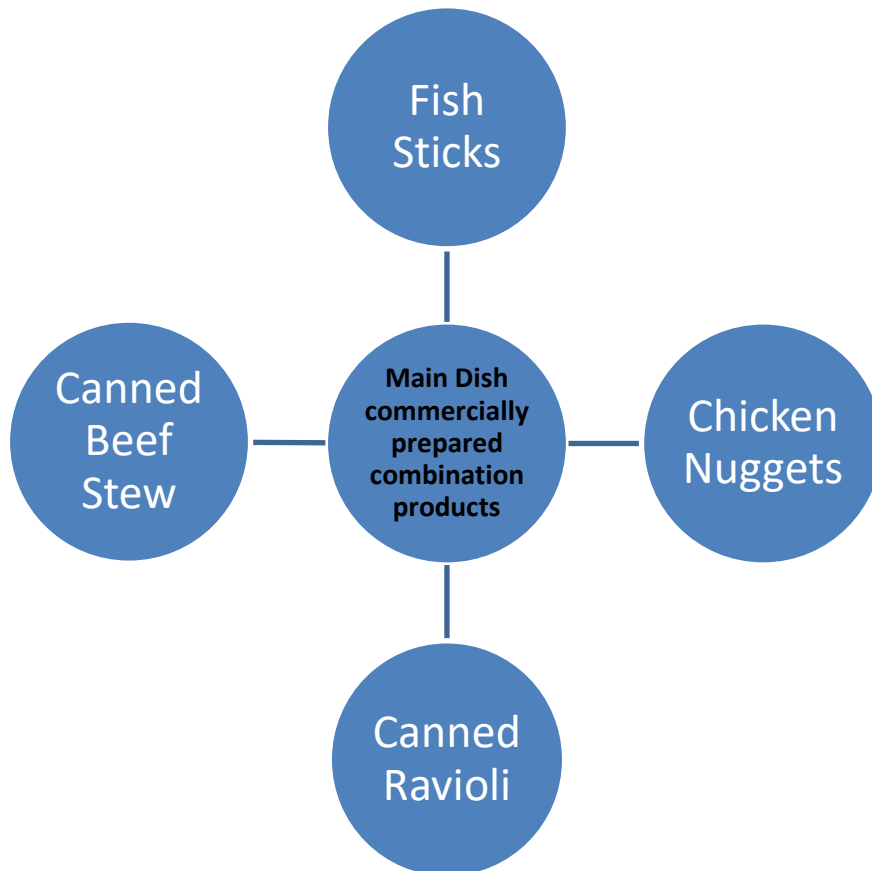 Fish
Sticks
Canned
Beef
Stew
Main Dish
commercially
prepared
combination
products
Chicken
Nuggets
Canned
Ravioli